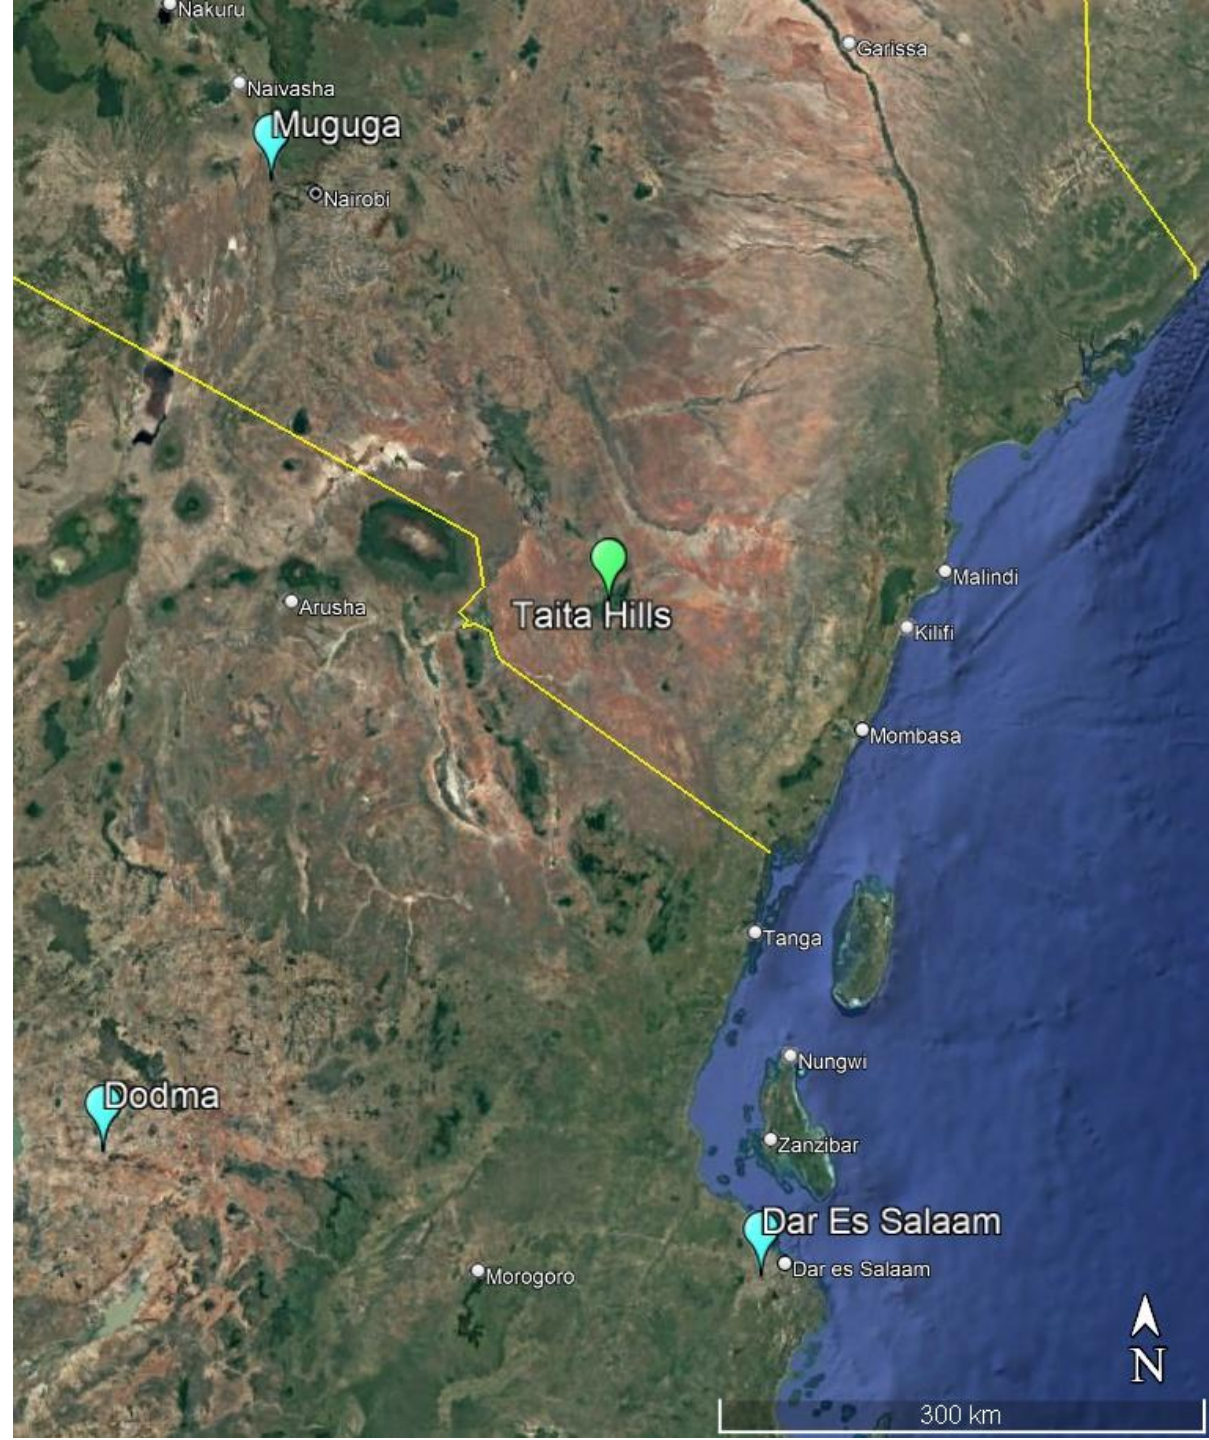 Nakuru
Garissa
Naivasha
Muguga
Nairobi
Malindi
Arusha
Taita Hills
Kilifi
Mombasa
Tanga
Nungwi
Dodma
Zanzibar
Dar Es Salaam
Dar es Salaam
Morogoro
N
300 km